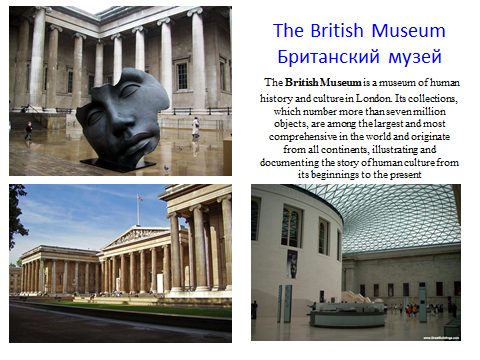 The British Museum
Британский музей
The British Museum is a museum of human
history and culture in London. Its collections,
which number more than seven million
objects, are among the largest and most
comprehensive in the world and originate
from all continents, illustrating and
documenting the story of human culture from
its beginnings to the present